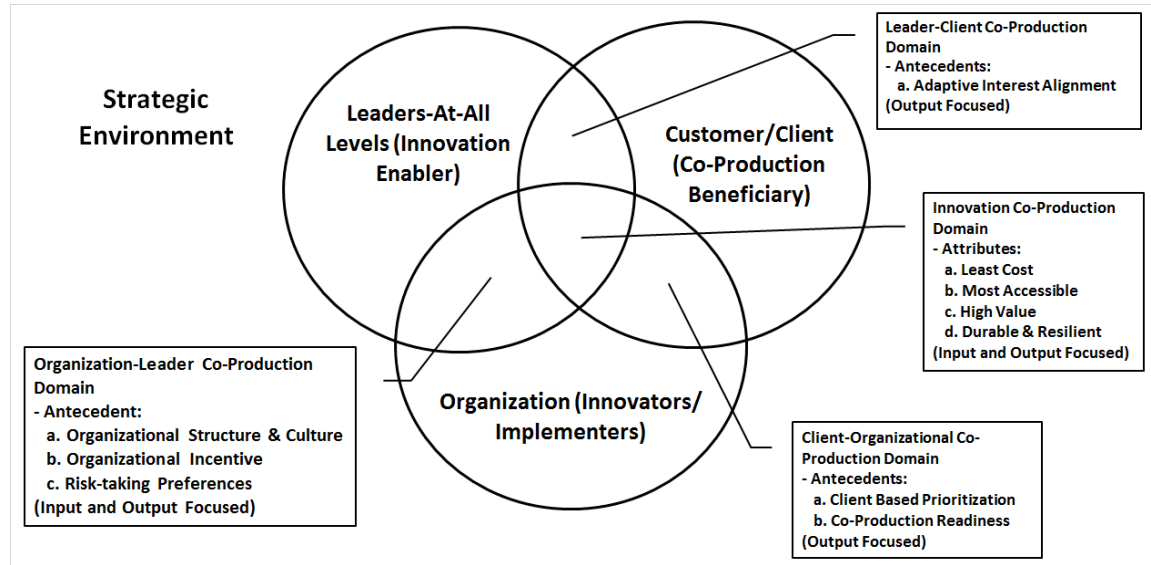 Strategic
Environment
Leaders-At-All
Levels (Innovation
Enabler)
Customer/Client
(Co-Production
Beneficiary)
Organization (Innovators/
Implementers)
Leader-Client Co-Production
Domain
- Antecedents:
a. Adaptive Interest Alignment
(Output Focused)
Innovation Co-Production
Domain
- Attributes:
a. Least Cost
b. Most Accessible
c. High Value
d. Durable & Resilient
(Input and Output Focused)
Organization-Leader Co-Production
Domain
- Antecedent:
a. Organizational Structure & Culture
b. Organizational Incentive
c. Risk-taking Preferences
(Input and Output Focused)
Client-Organizational Co-
Production Domain
- Antecedents:
a. Client Based Prioritization
b. Co-Production Readiness
(Output Focused)